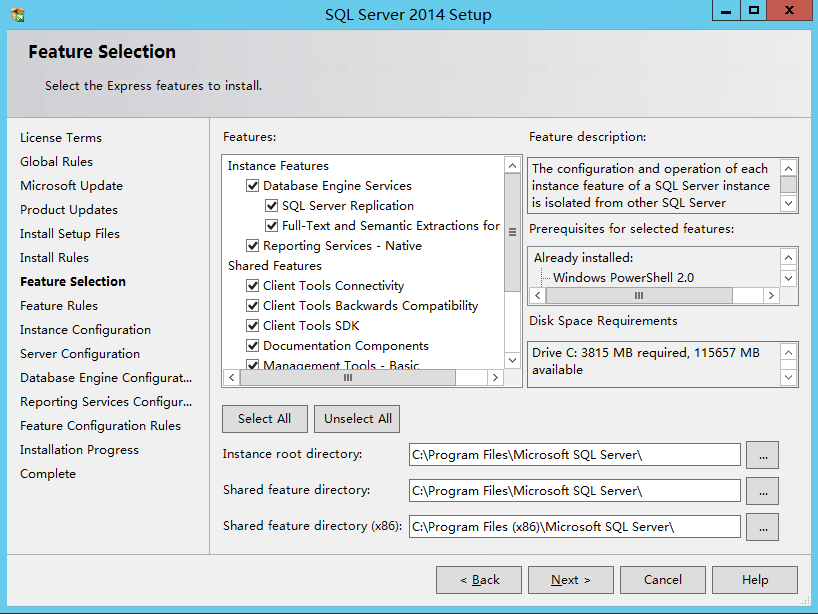 SQL Server 2014 Setup
Feature Selection
Select the Express features to install.
License Terms
Global Rules
Microsoft Update
Product Updates
Install Setup Files
Install Rules
Feature Selection
Feature Rules
Instance Configuration
Server Configuration
Database Engine Configurat...
Reporting Services Configur...
Feature Configuration Rules
Installation Progress
Complete
Features:
Instance Features
Database Engine Services
SQL Server Replication
Full-Text and Semantic Extractions for
Reporting Services - Native
Shared Features
Client Tools Connectivity
Client Tools Backwards Compatibility
Client Tools SDK
Documentation Components
Management Tools - Basic
Feature description:
The configuration and operation of each
instance feature of a SQL Server instance
is isolated from other SQL Server
Prerequisites for selected features:
Already installed:
Windows PowerShell 2.0
Disk Space Requirements
Drive C: 3815 MB required, 115657 MB
available
Select All
Unselect All
Instance root directory:
C:\Program Files\Microsoft SQL Server\
...
Shared feature directory:
C:\Program Files\Microsoft SQL Server\
...
Shared feature directory (x86):
C:\Program Files (x86)\Microsoft SQL Server\
...
< Back
Next >
Cancel
Help